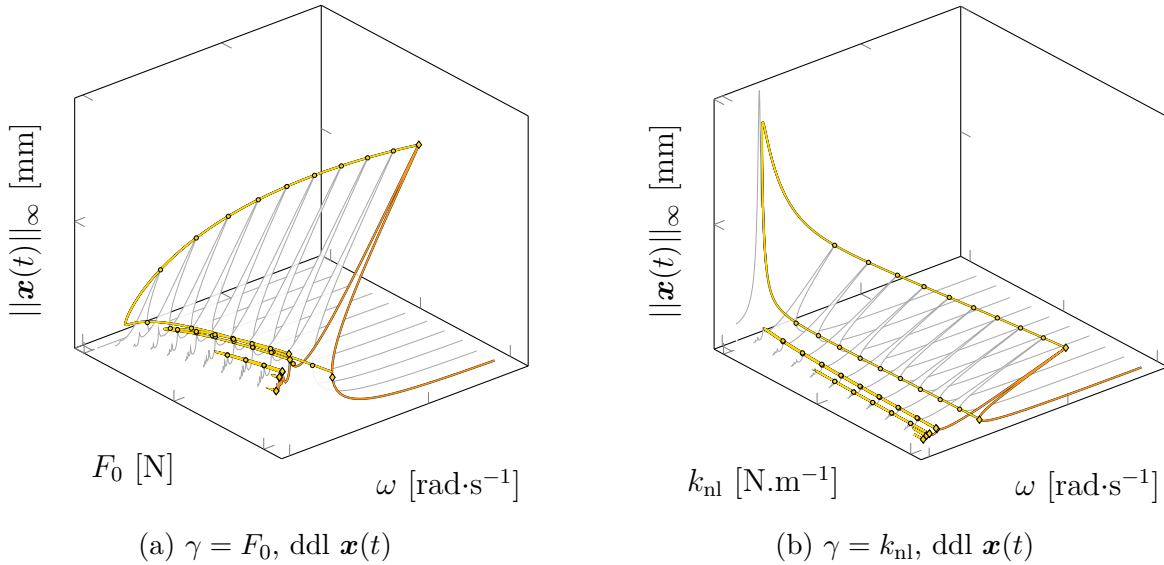 ||𝒙(t)||∞ [mm]
F₀ [N]
ω [rad·s⁻¹]
(a) γ = F₀, ddl 𝒙(t)
||𝒙(t)||∞ [mm]
kₙₗ [N.m⁻¹]
ω [rad·s⁻¹]
(b) γ = kₙₗ, ddl 𝒙(t)